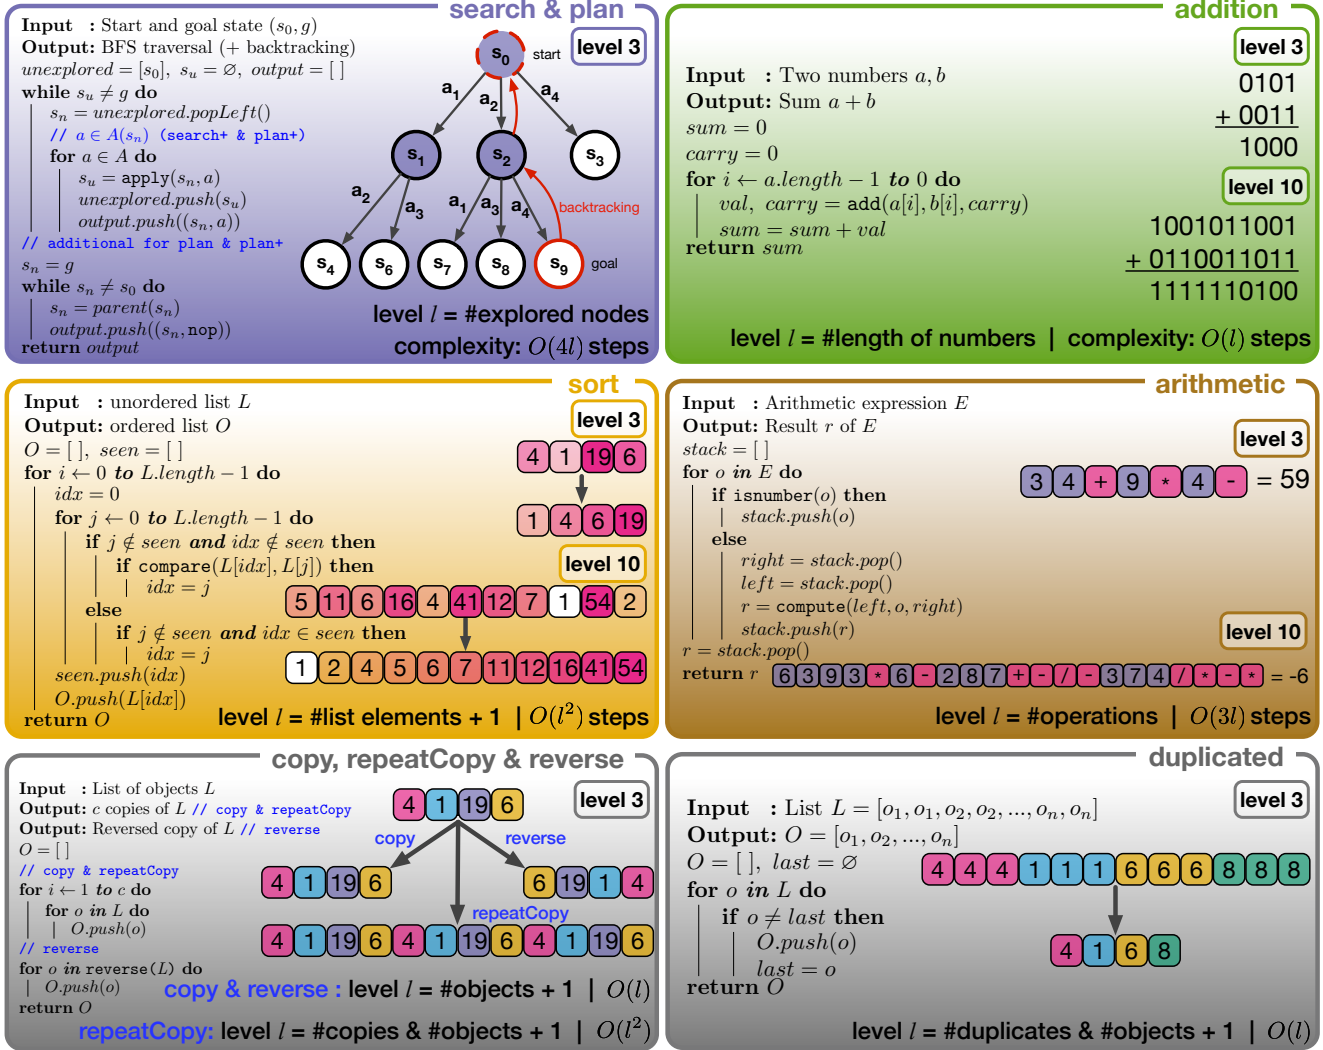 search & plan
Input : Start and goal state (s₀, g)
Output: BFS traversal (+ backtracking)
unexplored = [s₀], sᵤ = ∅, output = [ ]
while sᵤ ≠ g do
sₙ = unexplored.popLeft()
// a ∈ A(sₙ) (search+ & plan+)
for a ∈ A do
sᵤ = apply(sₙ, a)
unexplored.push(sᵤ)
output.push((sₙ, a))
// additional for plan & plan+
sₙ = g
while sₙ ≠ s₀ do
sₙ = parent(sₙ)
output.push((sₙ, nop))
return output
level 3
s₀ start
a₁ a₂ a₄
s₁ s₂ s₃
a₂ a₃ a₁ a₃ a₄ backtracking
s₄ s₆ s₇ s₈ s₉ goal
level l = #explored nodes
complexity: O(4l) steps
addition
Input : Two numbers a, b
Output: Sum a + b
sum = 0
carry = 0
for i ← a.length − 1 to 0 do
val, carry = add(a[i], b[i], carry)
sum = sum + val
return sum
level 3
0101
+ 0011
1000
level 10
1001011001
+ 0110011011
1111110100
level l = #length of numbers | complexity: O(l) steps
sort
Input : unordered list L
Output: ordered list O
O = [ ], seen = [ ]
for i ← 0 to L.length − 1 do
idx = 0
for j ← 0 to L.length − 1 do
if j ∉ seen and idx ∉ seen then
if compare(L[idx], L[j]) then
idx = j
else
if j ∉ seen and idx ∈ seen then
idx = j
seen.push(idx)
O.push(L[idx])
return O
level 3
4 1 19 6
1 4 6 19
level 10
5 11 6 16 4 41 12 7 1 54 2
1 2 4 5 6 7 11 12 16 41 54
level l = #list elements + 1 | O(l²) steps
arithmetic
Input : Arithmetic expression E
Output: Result r of E
stack = [ ]
for o in E do
if isnumber(o) then
stack.push(o)
else
right = stack.pop()
left = stack.pop()
r = compute(left, o, right)
stack.push(r)
r = stack.pop()
return r
level 3
3 4 + 9 * 4 - = 59
level 10
6 3 9 3 * 6 - 2 8 7 + - / - 3 7 4 / * - * = -6
level l = #operations | O(3l) steps
copy, repeatCopy & reverse
Input : List of objects L
Output: c copies of L // copy & repeatCopy
Output: Reversed copy of L // reverse
O = [ ]
// copy & repeatCopy
for i ← 1 to c do
for o in L do
O.push(o)
// reverse
for o in reverse(L) do
O.push(o)
return O
level 3
4 1 19 6
copy reverse
4 1 19 6 6 19 1 4
repeatCopy
4 1 19 6 4 1 19 6 4 1 19 6
copy & reverse : level l = #objects + 1 | O(l)
repeatCopy: level l = #copies & #objects + 1 | O(l²)
duplicated
Input : List L = [o₁, o₁, o₂, o₂, ..., oₙ, oₙ]
Output: O = [o₁, o₂, ..., oₙ]
O = [ ], last = ∅
for o in L do
if o ≠ last then
O.push(o)
last = o
return O
level 3
4 4 4 1 1 1 6 6 6 8 8 8
4 1 6 8
level l = #duplicates & #objects + 1 | O(l)